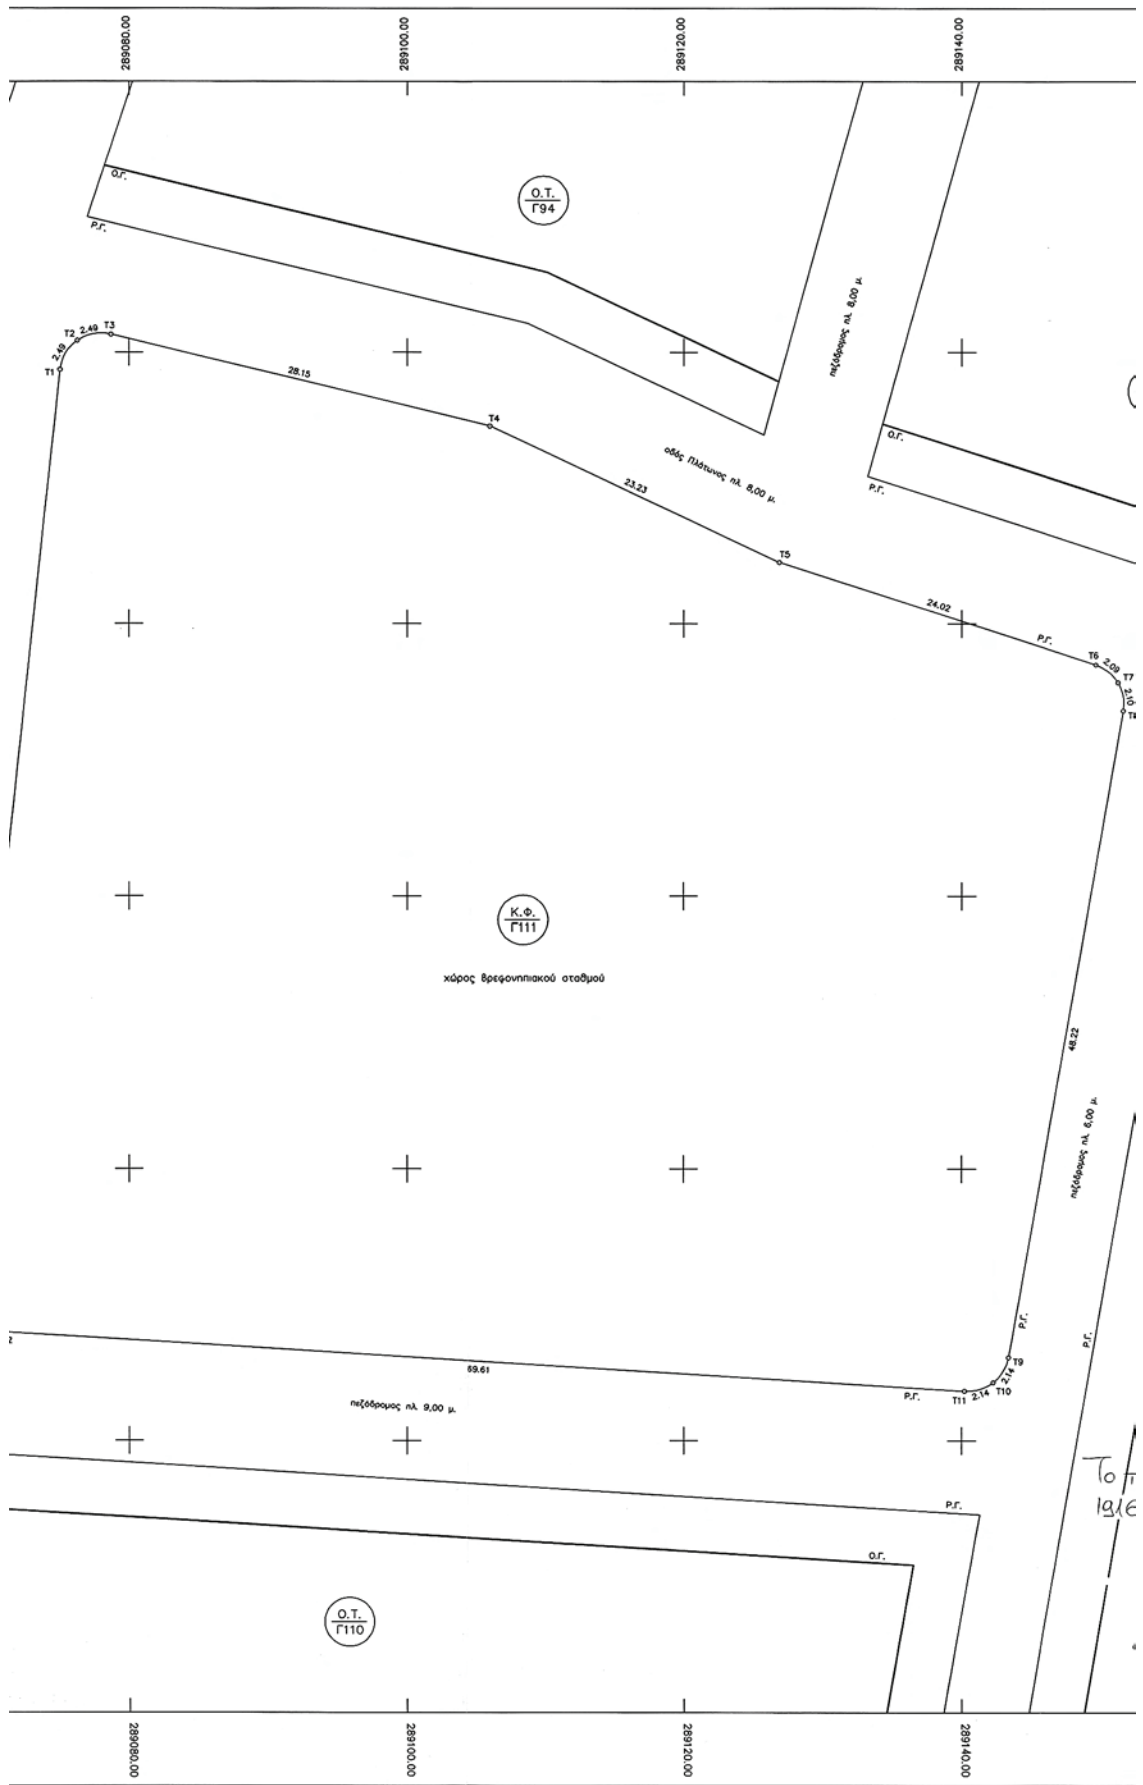 289080.00
289100.00
289120.00
289140.00
Ο.Γ.
Ρ.Γ.
Ο.Τ.
Γ94
πεζόδρομος πλ. 8,00 μ.
T1
2.49
T2
2.49
T3
28.15
T4
Ο.Γ.
Ρ.Γ.
οδός Πλάτωνος πλ. 8,00 μ.
23.23
T5
24.02
Ρ.Γ.
T6
2.09
T7
2.10
T8
Κ.Φ.
Γ111
χώρος βρεφονηπιακού σταθμού
48.22
πεζόδρομος πλ. 6,00 μ.
Ρ.Γ.
Ρ.Γ.
T9
2.14
T10
2.14
T11
Ρ.Γ.
69.61
2
πεζόδρομος πλ. 9,00 μ.
Το
Ρ.Γ.
Ο.Γ.
Ο.Τ.
Γ110
289080.00
289100.00
289120.00
289140.00